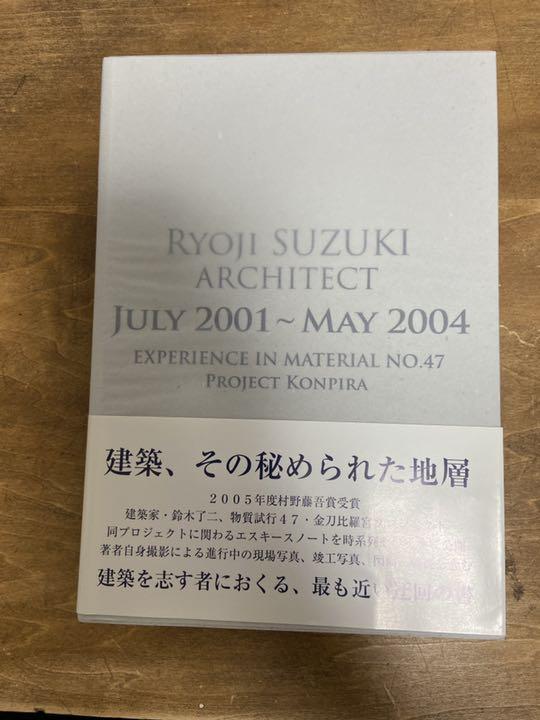 RYOJI SUZUKI
ARCHITECT
JULY 2001~MAY 2004
EXPERIENCE IN MATERIAL NO.47
PROJECT KONPIRA
建築、その秘められた地層
2005年度村野藤吾賞受賞
建築家・鈴木了二、物質試行47・金刀比羅宮
同プロジェクトに関わるエスキースノートを時系列
著者自身撮影による進行中の現場写真、竣工写真、
建築を志す者におくる、最も近い迂回の書